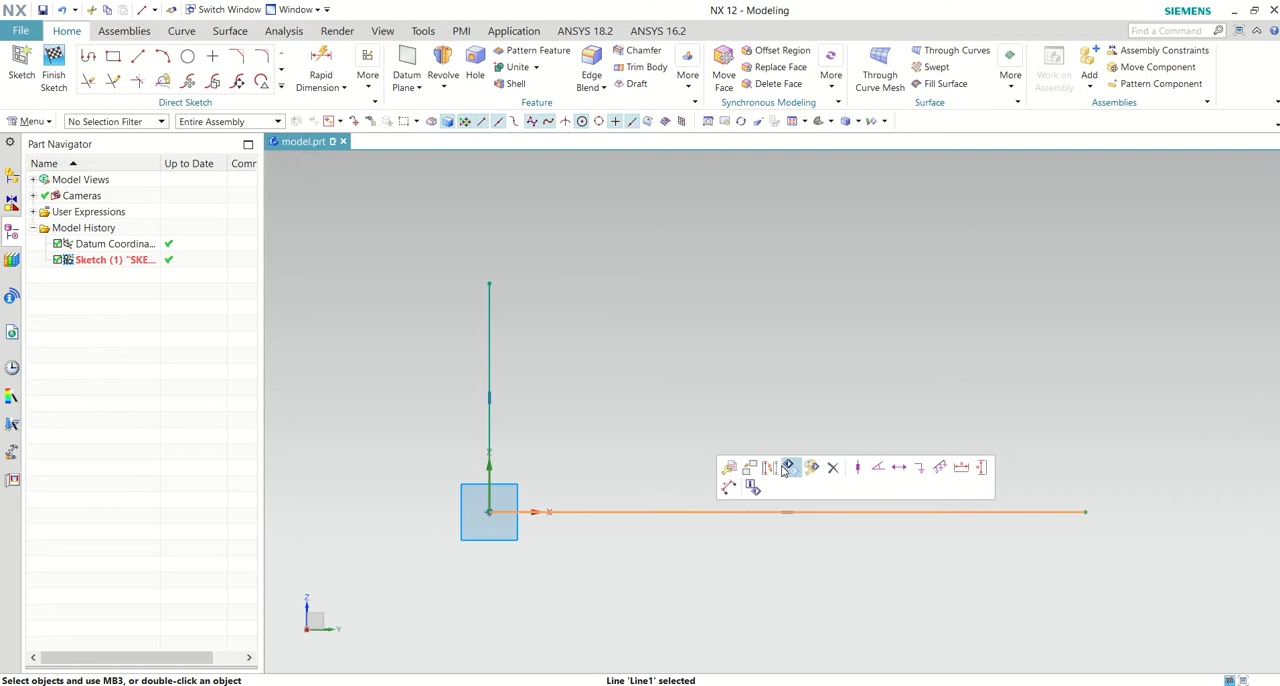 NX
Switch Window
Window
NX 12 - Modeling
SIEMENS
File
Home
Assemblies
Curve
Surface
Analysis
Render
View
Tools
PMI
Application
ANSYS 18.2
ANSYS 16.2
Find a Command
Sketch
Finish
Sketch
Rapid
Dimension
More
Direct Sketch
Datum
Plane
Revolve
Hole
Pattern Feature
Unite
Shell
Edge
Blend
Chamfer
Trim Body
Draft
More
Feature
Move
Face
Offset Region
Replace Face
Delete Face
More
Synchronous Modeling
Through
Curve Mesh
Through Curves
Swept
Fill Surface
More
Surface
Work on
Assembly
Add
Assembly Constraints
Move Component
Pattern Component
Assemblies
Menu
No Selection Filter
Entire Assembly
Part Navigator
model.prt
Name
Up to Date
Comr
Model Views
Cameras
User Expressions
Model History
Datum Coordina...
Sketch (1) "SKE...
Z
X
Z
Y
Select objects and use MB3, or double-click an object
Line 'Line1' selected